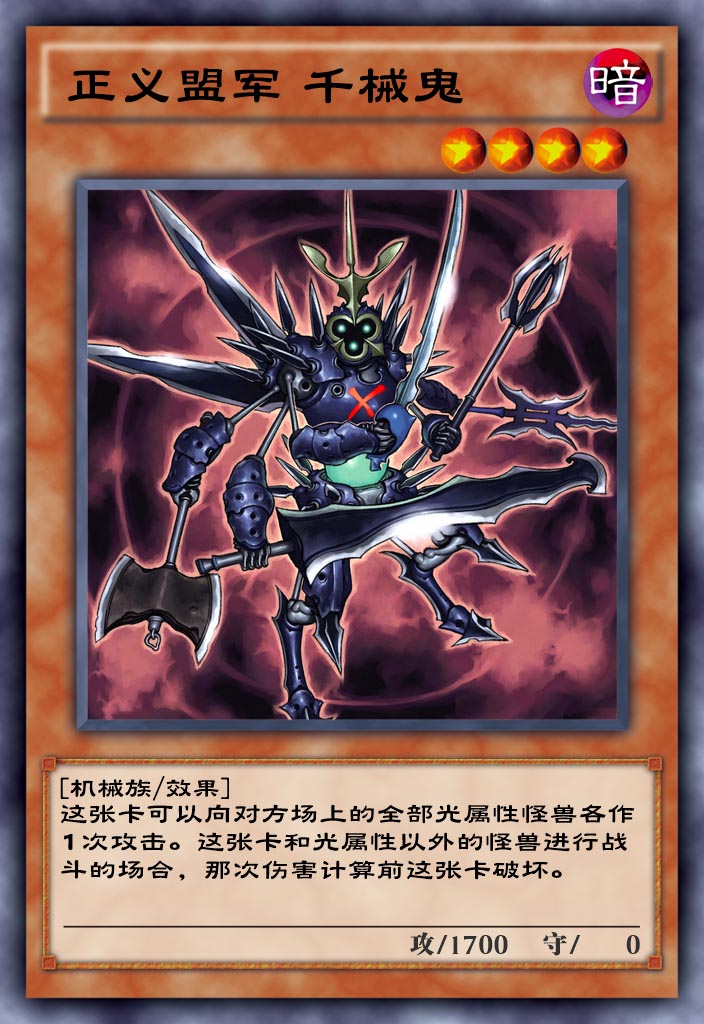 正义盟军 千械鬼
暗
[机械族/效果]
这张卡可以向对方场上的全部光属性怪兽各作
1次攻击。这张卡和光属性以外的怪兽进行战
斗的场合，那次伤害计算前这张卡破坏。
攻/1700 守/ 0